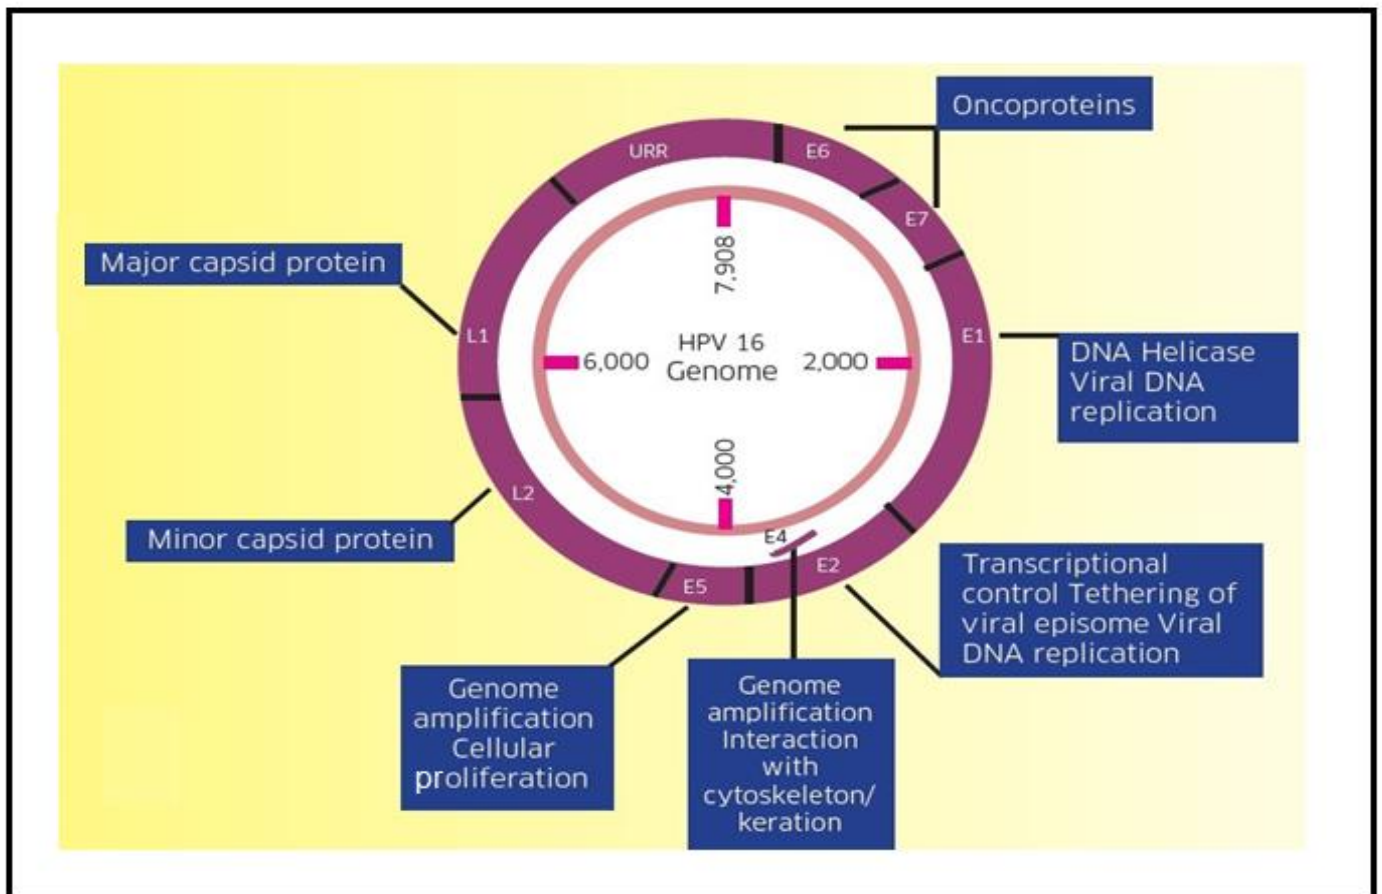 Oncoproteins
URR
E6
E7
Major capsid protein
7,908
L1
HPV 16
Genome
6,000
2,000
E1
DNA Helicase
Viral DNA
replication
4,000
L2
E4
Minor capsid protein
E2
E5
Transcriptional
control Tethering of
viral episome Viral
DNA replication
Genome
amplification
Cellular
proliferation
Genome
amplification
Interaction
with
cytoskeleton/
keration